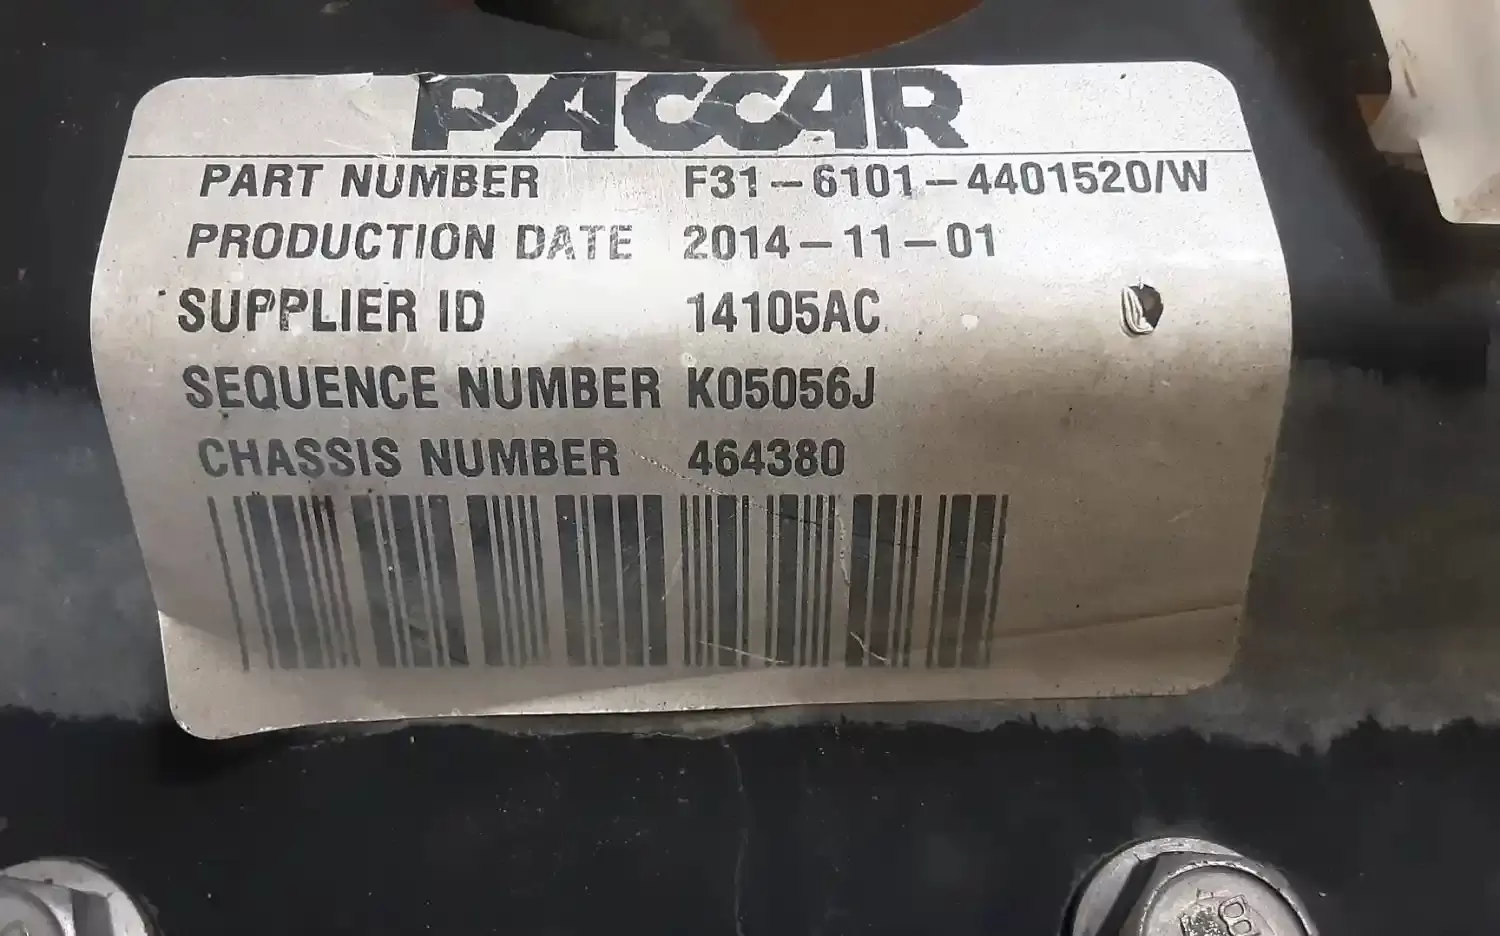 PACCAR
PART NUMBER F31-6101-4401520/W
PRODUCTION DATE 2014-11-01
SUPPLIER ID 14105AC
SEQUENCE NUMBER K05056J
CHASSIS NUMBER 464380